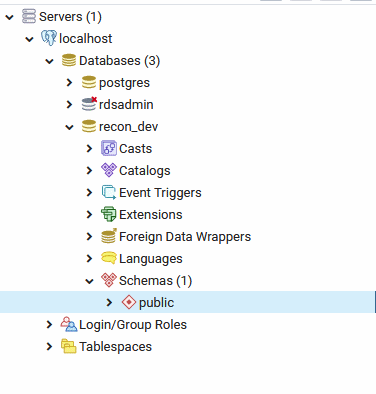 Servers (1)
localhost
Databases (3)
postgres
rdsadmin
recon_dev
Casts
Catalogs
Event Triggers
Extensions
Foreign Data Wrappers
Languages
Schemas (1)
public
Login/Group Roles
Tablespaces